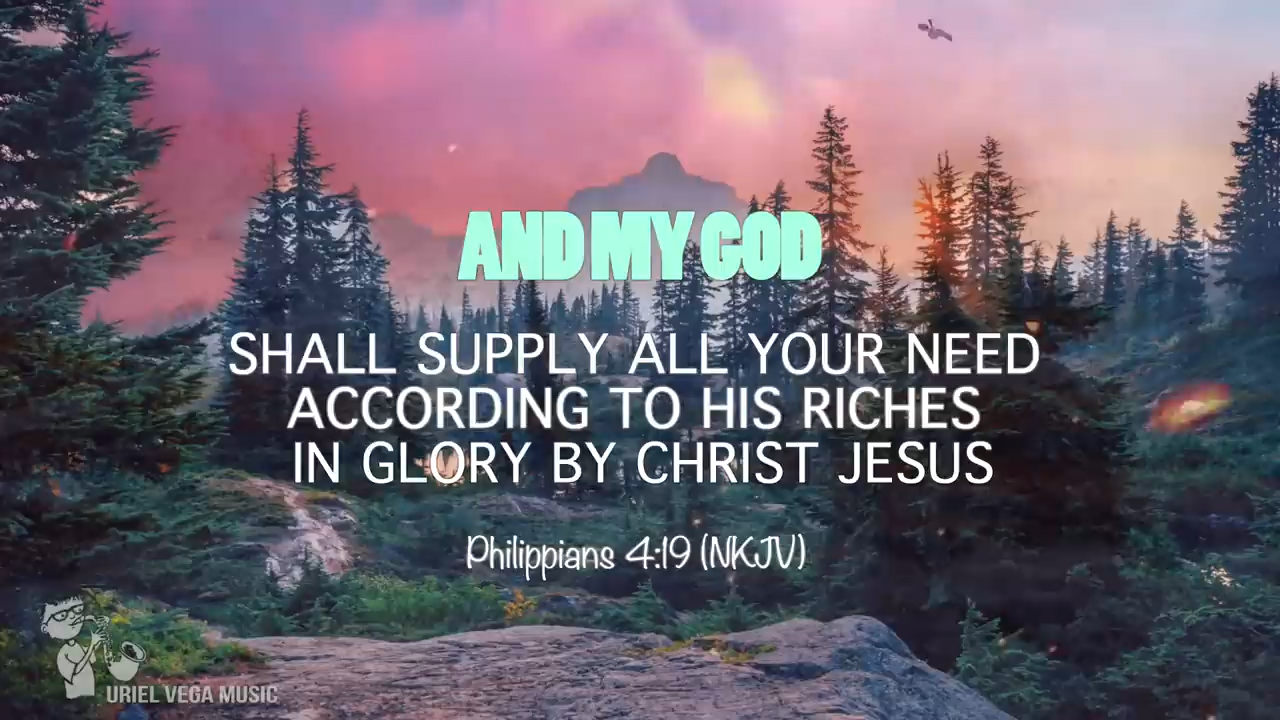 AND MY GOD
SHALL SUPPLY ALL YOUR NEED
ACCORDING TO HIS RICHES
IN GLORY BY CHRIST JESUS
Philippians 4:19 (NKJV)
URIEL VEGA MUSIC